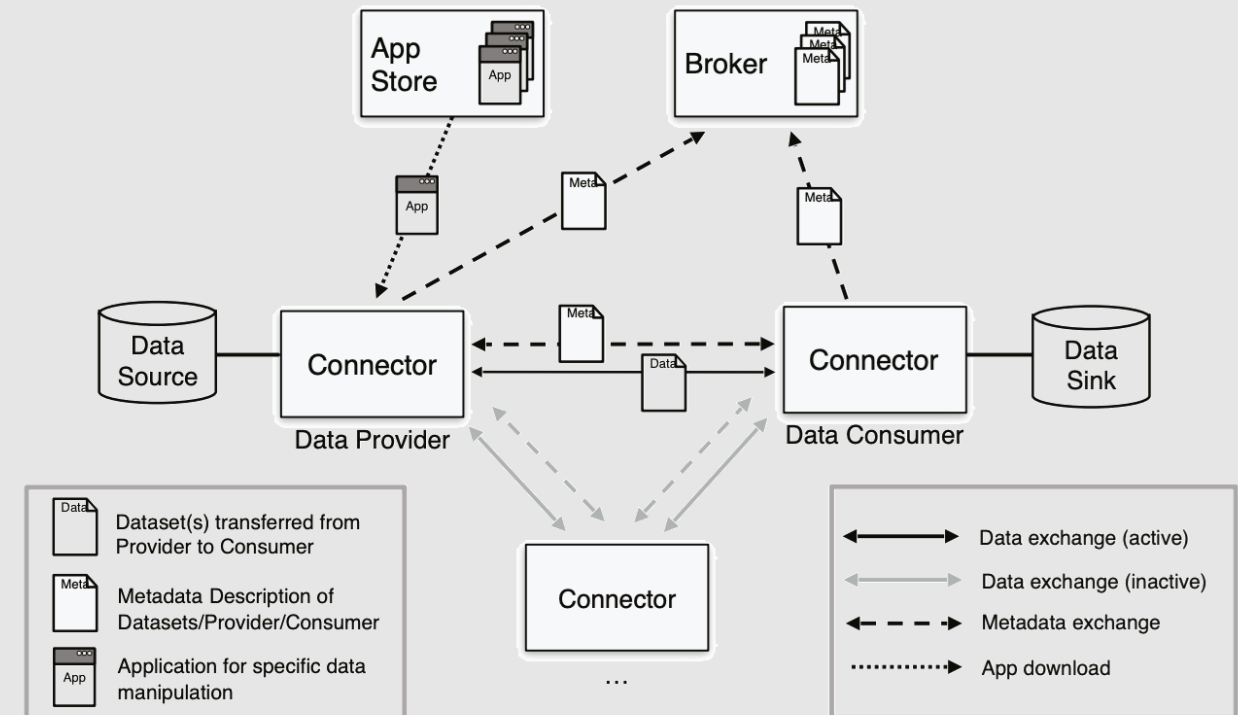 App
Store
App
Broker
Meta
Meta
Meta
App
Meta
Meta
Data
Source
Connector
Data Provider
Meta
Data
Connector
Data Consumer
Data
Sink
Connector
...
Data
Dataset(s) transferred from
Provider to Consumer
Meta
Metadata Description of
Datasets/Provider/Consumer
App
Application for specific data
manipulation
Data exchange (active)
Data exchange (inactive)
Metadata exchange
App download